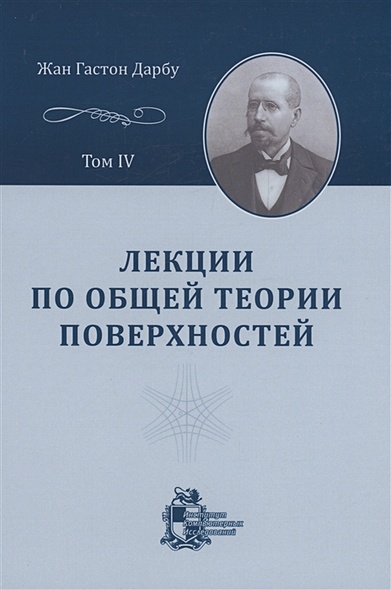 Жан Гастон Дарбу
Том IV
ЛЕКЦИИ
ПО ОБЩЕЙ ТЕОРИИ
ПОВЕРХНОСТЕЙ
Институт
Компьютерных
Исследований